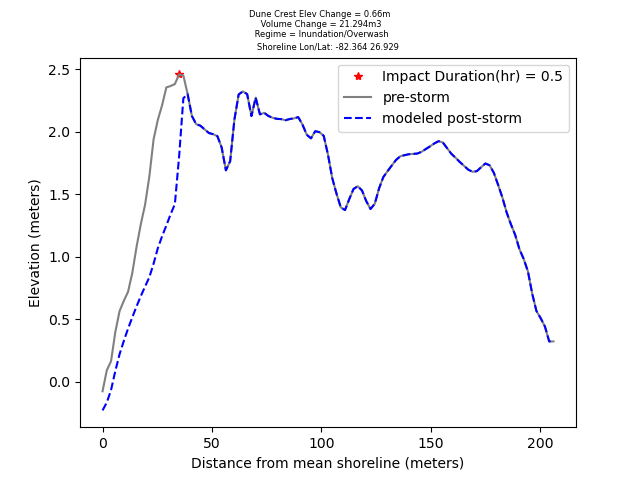 Dune Crest Elev Change = 0.66m
Volume Change = 21.294m3
Regime = Inundation/Overwash
Shoreline Lon/Lat: -82.364 26.929
Impact Duration(hr) = 0.5
pre-storm
modeled post-storm
2.5
2.0
1.5
1.0
0.5
0.0
Elevation (meters)
0 50 100 150 200
Distance from mean shoreline (meters)